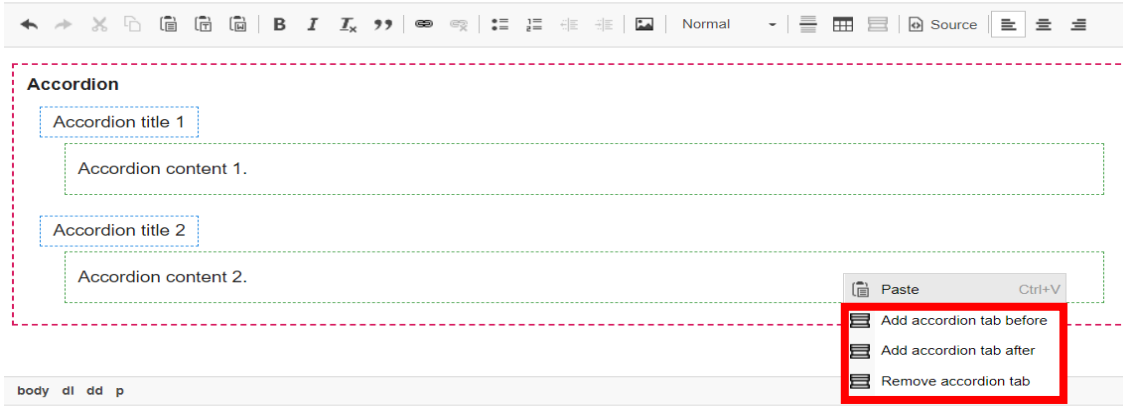 Normal Source
Accordion
Accordion title 1
Accordion content 1.
Accordion title 2
Accordion content 2.
Paste Ctrl+V
Add accordion tab before
Add accordion tab after
Remove accordion tab
body dl dd p